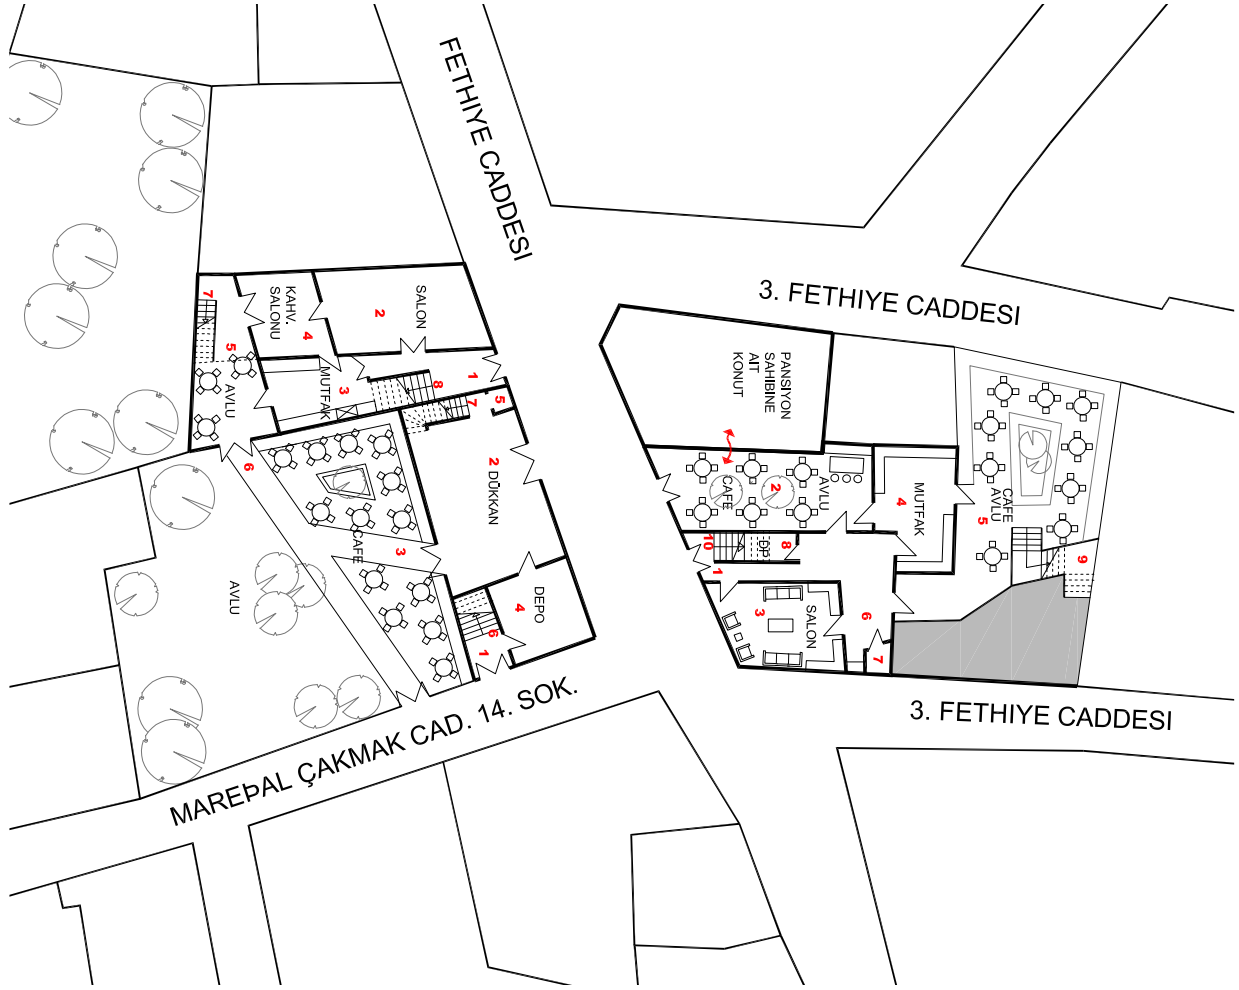 FETHIYE CADDESI
3. FETHIYE CADDESI
7
KAHV.
SALONU
4
2
SALON
5
AVLU
MUTFAK
3
8
1
7
5
6
2
DÜKKAN
CAFE
3
AVLU
DEPO
4
6
1
MAREÞAL ÇAKMAK CAD. 14. SOK.
PANSIYON
SAHIBINE
AIT
KONUT
CAFE
2
AVLU
4
MUTFAK
CAFE
AVLU
5
10
DP
8
9
1
3
SALON
6
7
3. FETHIYE CADDESI